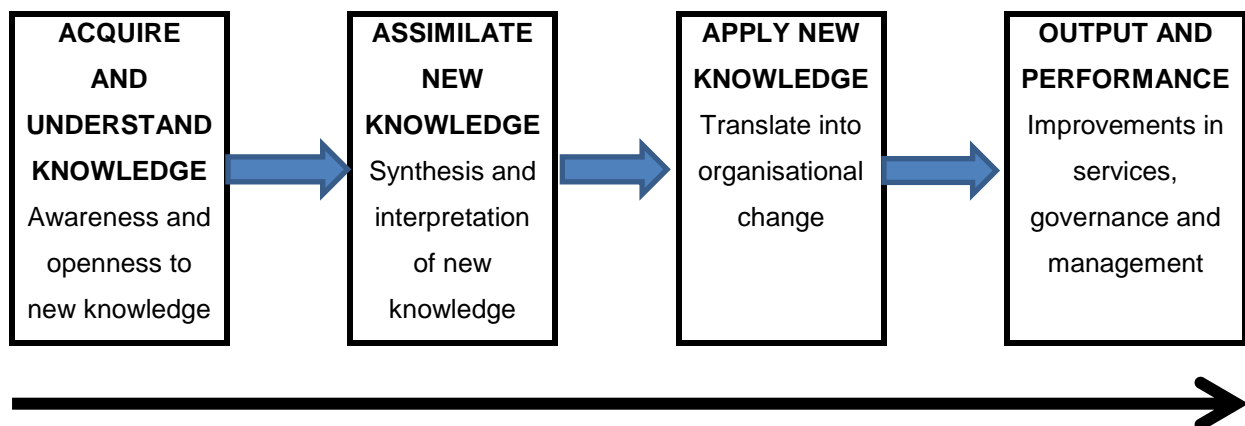 ACQUIRE
AND
UNDERSTAND
KNOWLEDGE
Awareness and
openness to
new knowledge
ASSIMILATE
NEW
KNOWLEDGE
Synthesis and
interpretation
of new
knowledge
APPLY NEW
KNOWLEDGE
Translate into
organisational
change
OUTPUT AND
PERFORMANCE
Improvements in
services,
governance and
management